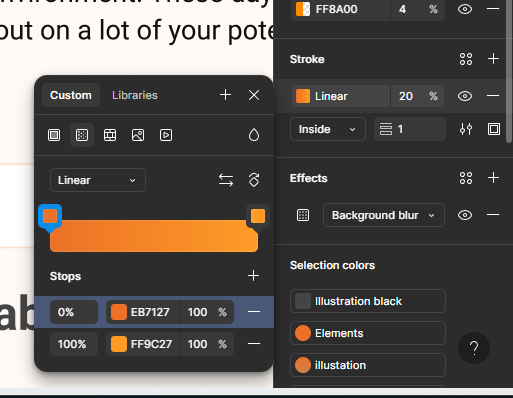 nvironment. These day
out on a lot of your pote
ab
FF8A00 4 %
Stroke
Linear 20 %
Inside 1
Effects
Background blur
Selection colors
Illustration black
Elements
illustation
?
Custom Libraries
Linear
Stops
0% EB7127 100 %
100% FF9C27 100 %